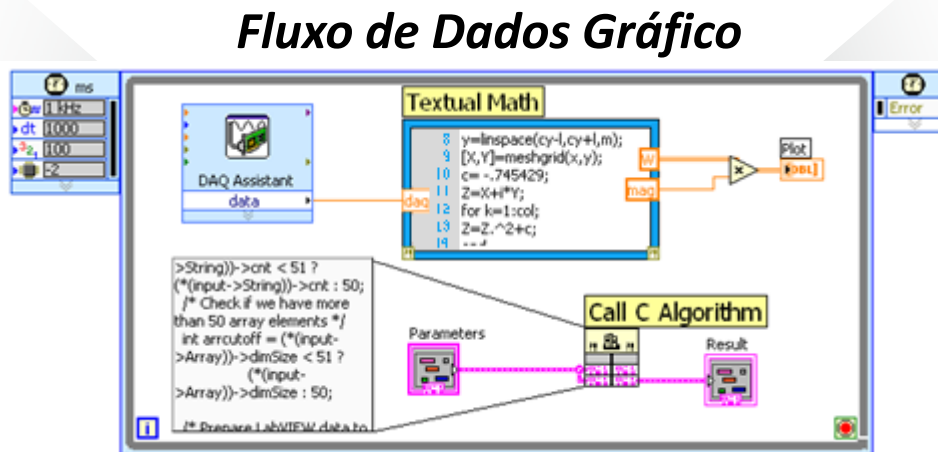 Fluxo de Dados Gráfico
ms
1 kHz
dt 1000
100
-2
Error
DAQ Assistant
data
Textual Math
8 y=linspace(cy-l,cy+l,m);
9 [X,Y]=meshgrid(x,y);
10 c= -.745429;
11 Z=X+i*Y;
12 for k=1:col;
13 Z=Z.^2+c;
14
daq
W
mag
x
Plot
DBL]
>String))->cnt < 51 ?
(*(input->String))->cnt : 50;
/* Check if we have more
than 50 array elements */
int arrcutoff = (*(input-
>Array))->dimSize < 51 ?
(*(input-
>Array))->dimSize : 50;
/* Prepare LabVIEW data to
Call C Algorithm
Parameters
Result
i